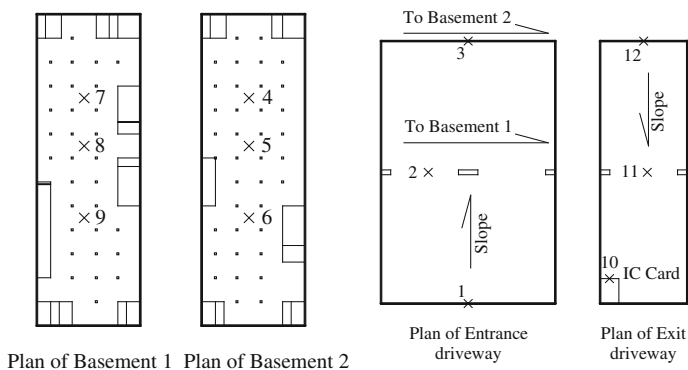 7
8
9
Plan of Basement 1
4
5
6
Plan of Basement 2
To Basement 2
3
To Basement 1
2
Slope
1
Plan of Entrance
driveway
12
Slope
11
10
IC Card
Plan of Exit
driveway